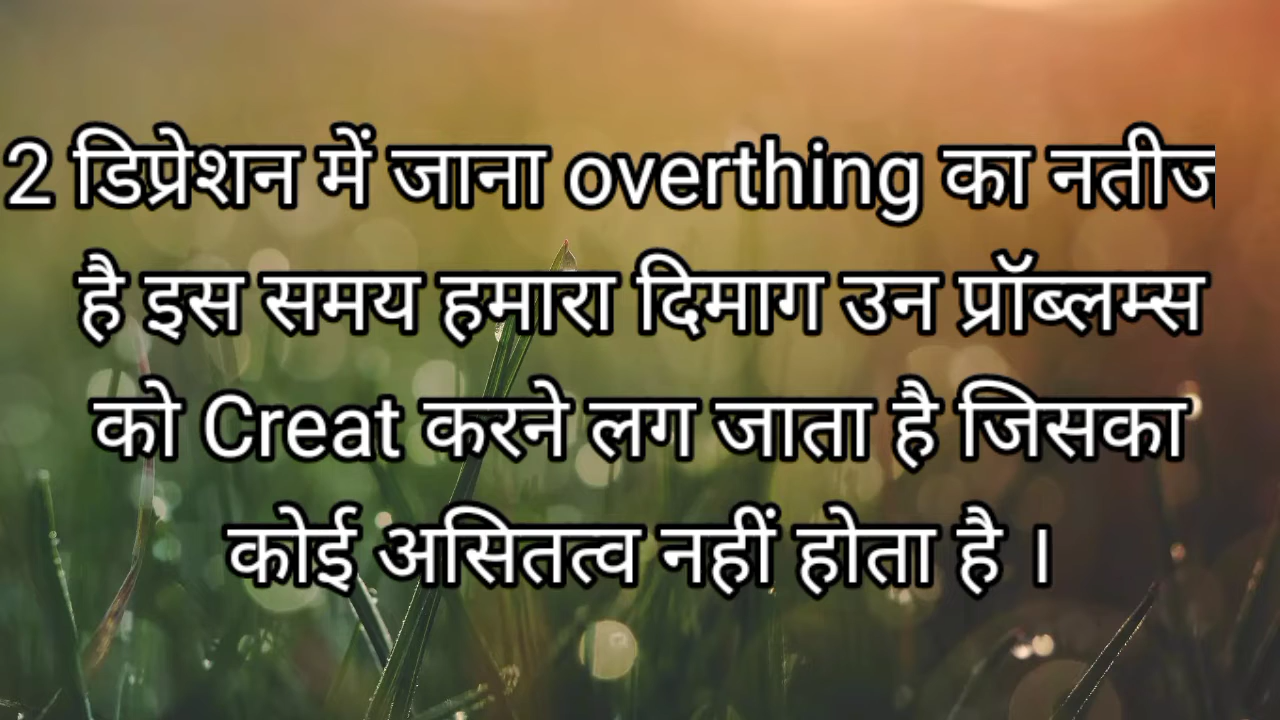 2 डिप्रेशन में जाना overthing का नतीज
है इस समय हमारा दिमाग उन प्रॉब्लम्स
को Creat करने लग जाता है जिसका
कोई असितत्व नहीं होता है ।